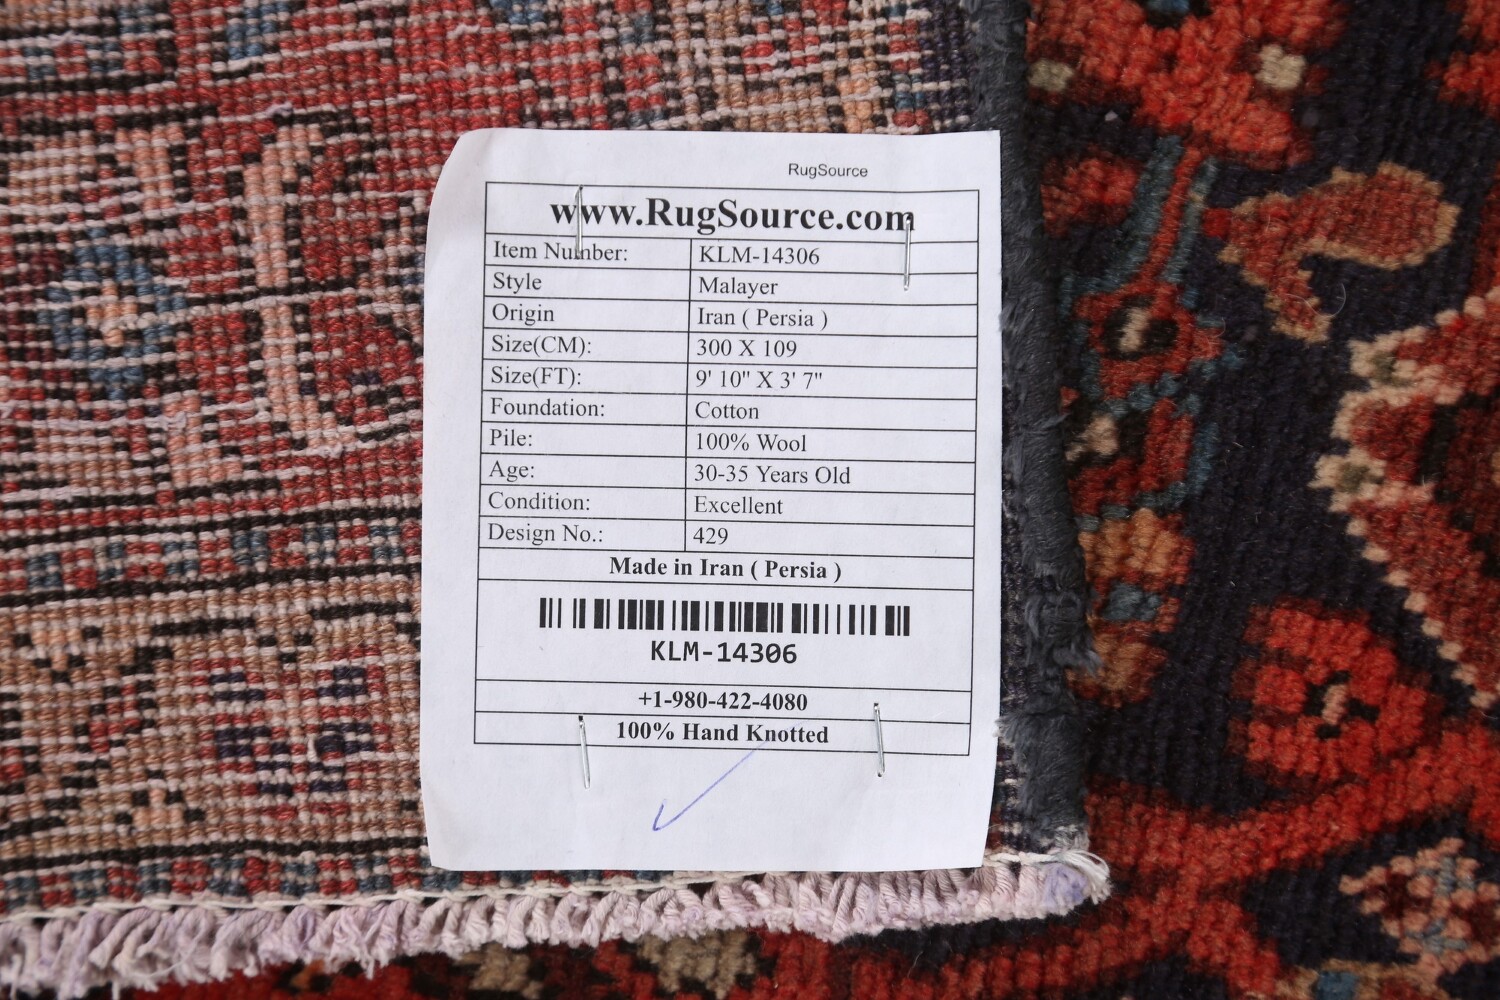 RugSource
www.RugSource.com
Item Number: KLM-14306
Style Malayer
Origin Iran ( Persia )
Size(CM): 300 X 109
Size(FT): 9' 10" X 3' 7"
Foundation: Cotton
Pile: 100% Wool
Age: 30-35 Years Old
Condition: Excellent
Design No.: 429
Made in Iran ( Persia )
KLM-14306
+1-980-422-4080
100% Hand Knotted